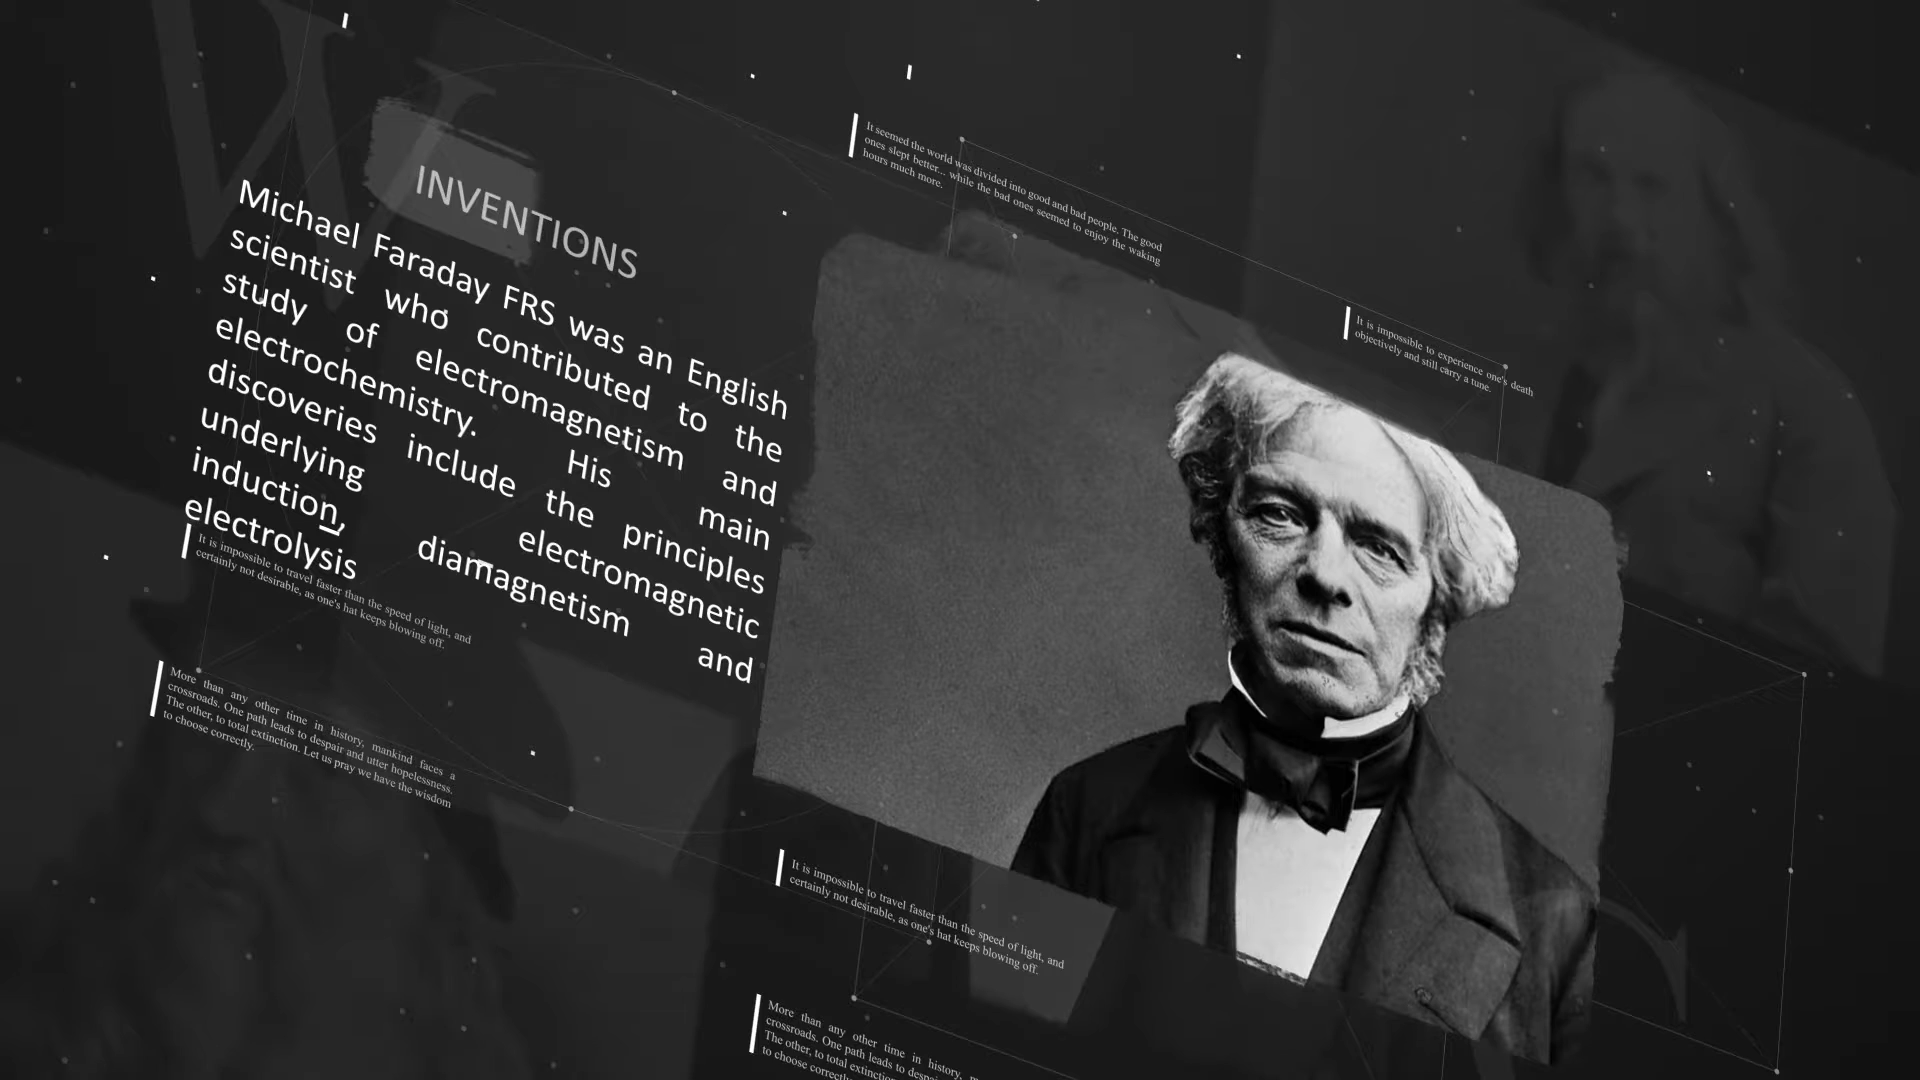 INVENTIONS
Michael Faraday FRS was an English
scientist who contributed to the
study of electromagnetism and
electrochemistry. His main
discoveries include the principles
underlying electromagnetic
induction, diamagnetism and
electrolysis
It is impossible to travel faster than the speed of light, and
certainly not desirable, as one's hat keeps blowing off.
More than any other time in history, mankind faces a
crossroads. One path leads to despair and utter hopelessness.
The other, to total extinction. Let us pray we have the wisdom
to choose correctly.
It seemed the world was divided into good and bad people. The good
ones slept better... while the bad ones seemed to enjoy the waking
hours much more.
It is impossible to experience one's death
objectively and still carry a tune.
It is impossible to travel faster than the speed of light, and
certainly not desirable, as one's hat keeps blowing off.
More than any other time in history,
crossroads. One path leads to
The other, to total extinction
to choose correctly
W